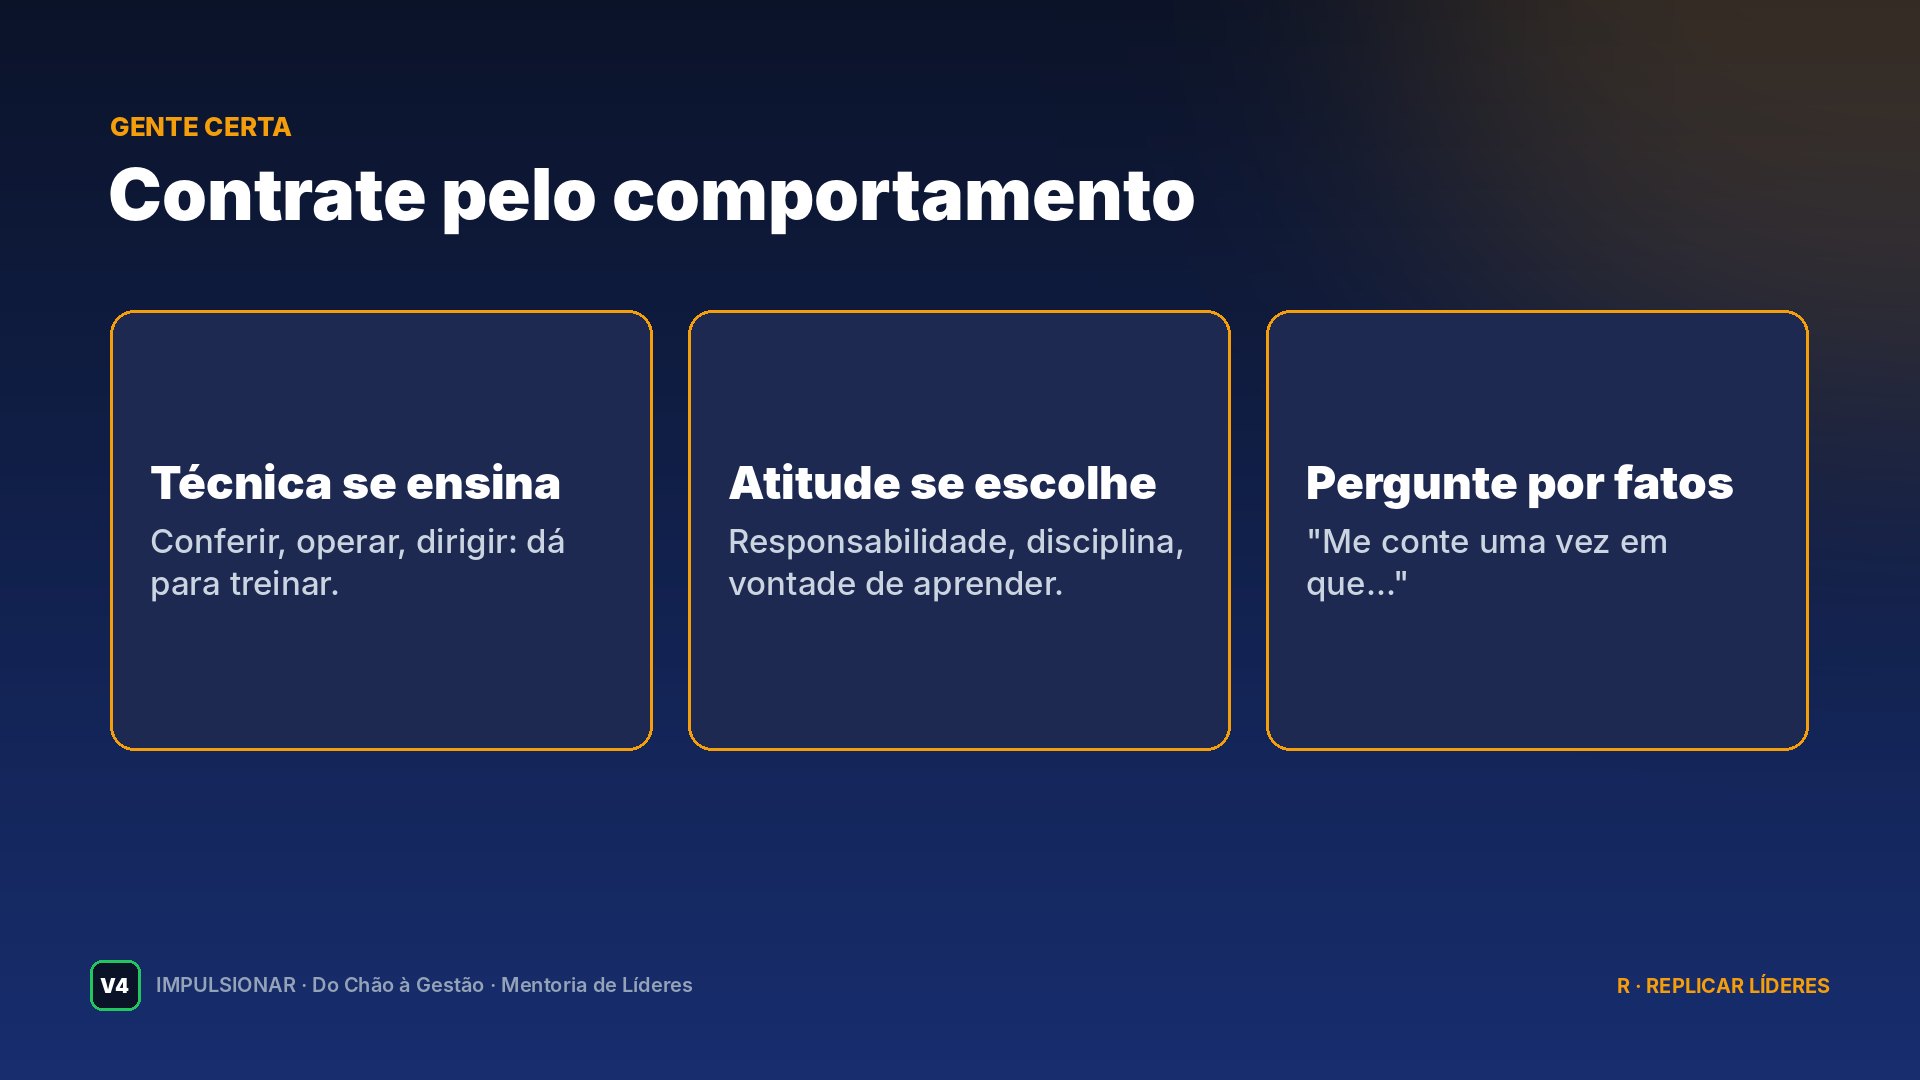 GENTE CERTA
Contrate pelo comportamento
Técnica se ensina
Conferir, operar, dirigir: dá
para treinar.
Atitude se escolhe
Responsabilidade, disciplina,
vontade de aprender.
Pergunte por fatos
"Me conte uma vez em
que..."
V4
IMPULSIONAR · Do Chão à Gestão · Mentoria de Líderes
R · REPLICAR LÍDERES